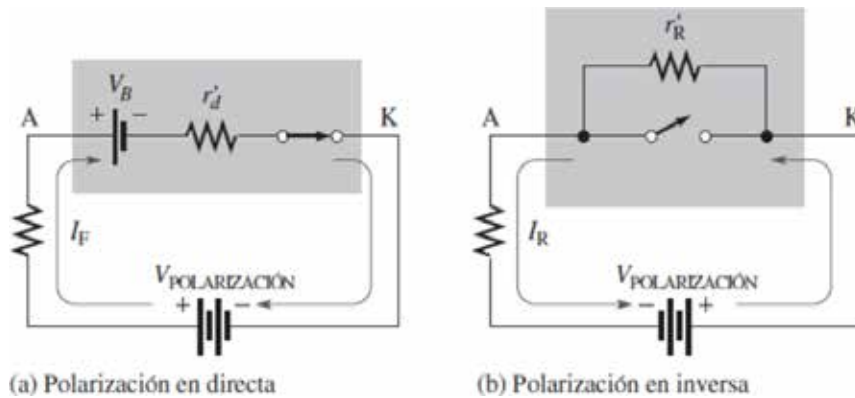 V_B
+ −
r'_d
A
K
I_F
V_POLARIZACIÓN
+ −
(a) Polarización en directa
r'_R
A
K
I_R
V_POLARIZACIÓN
− +
(b) Polarización en inversa